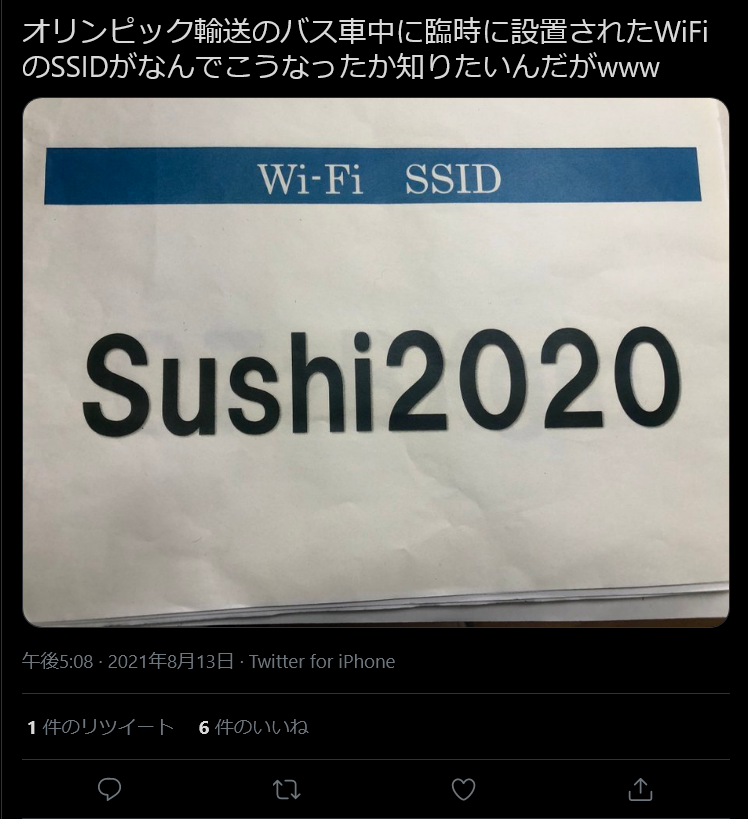 オリンピック輸送のバス車中に臨時に設置されたWiFi
のSSIDがなんでこうなったか知りたいんだがwww
Wi-Fi　SSID
Sushi2020
午後5:08 · 2021年8月13日 · Twitter for iPhone
1 件のリツイート 6 件のいいね